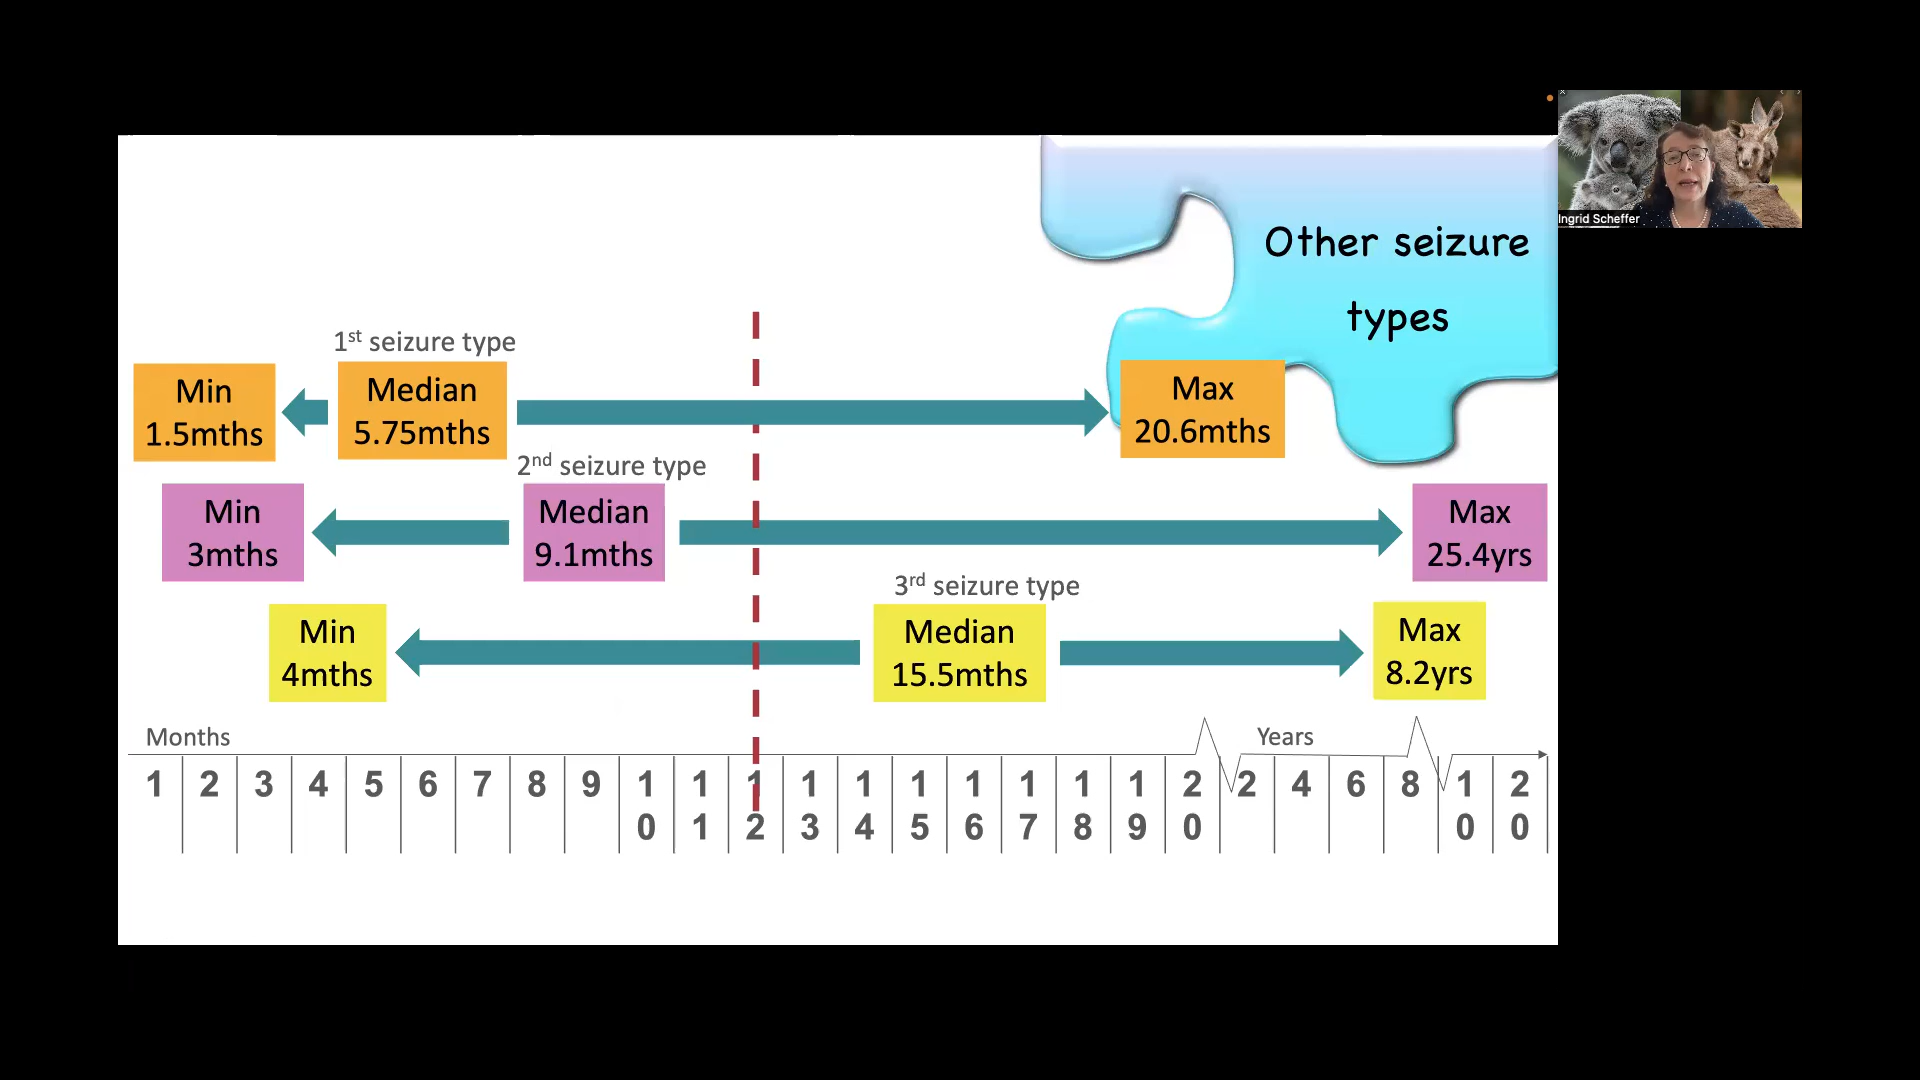 Other seizure
types
Ingrid Scheffer
1st seizure type
Min
1.5mths
Median
5.75mths
Max
20.6mths
2nd seizure type
Min
3mths
Median
9.1mths
Max
25.4yrs
3rd seizure type
Min
4mths
Median
15.5mths
Max
8.2yrs
Months
Years
1 2 3 4 5 6 7 8 9 10 11 12 13 14 15 16 17 18 19 20 2 4 6 8 10 20